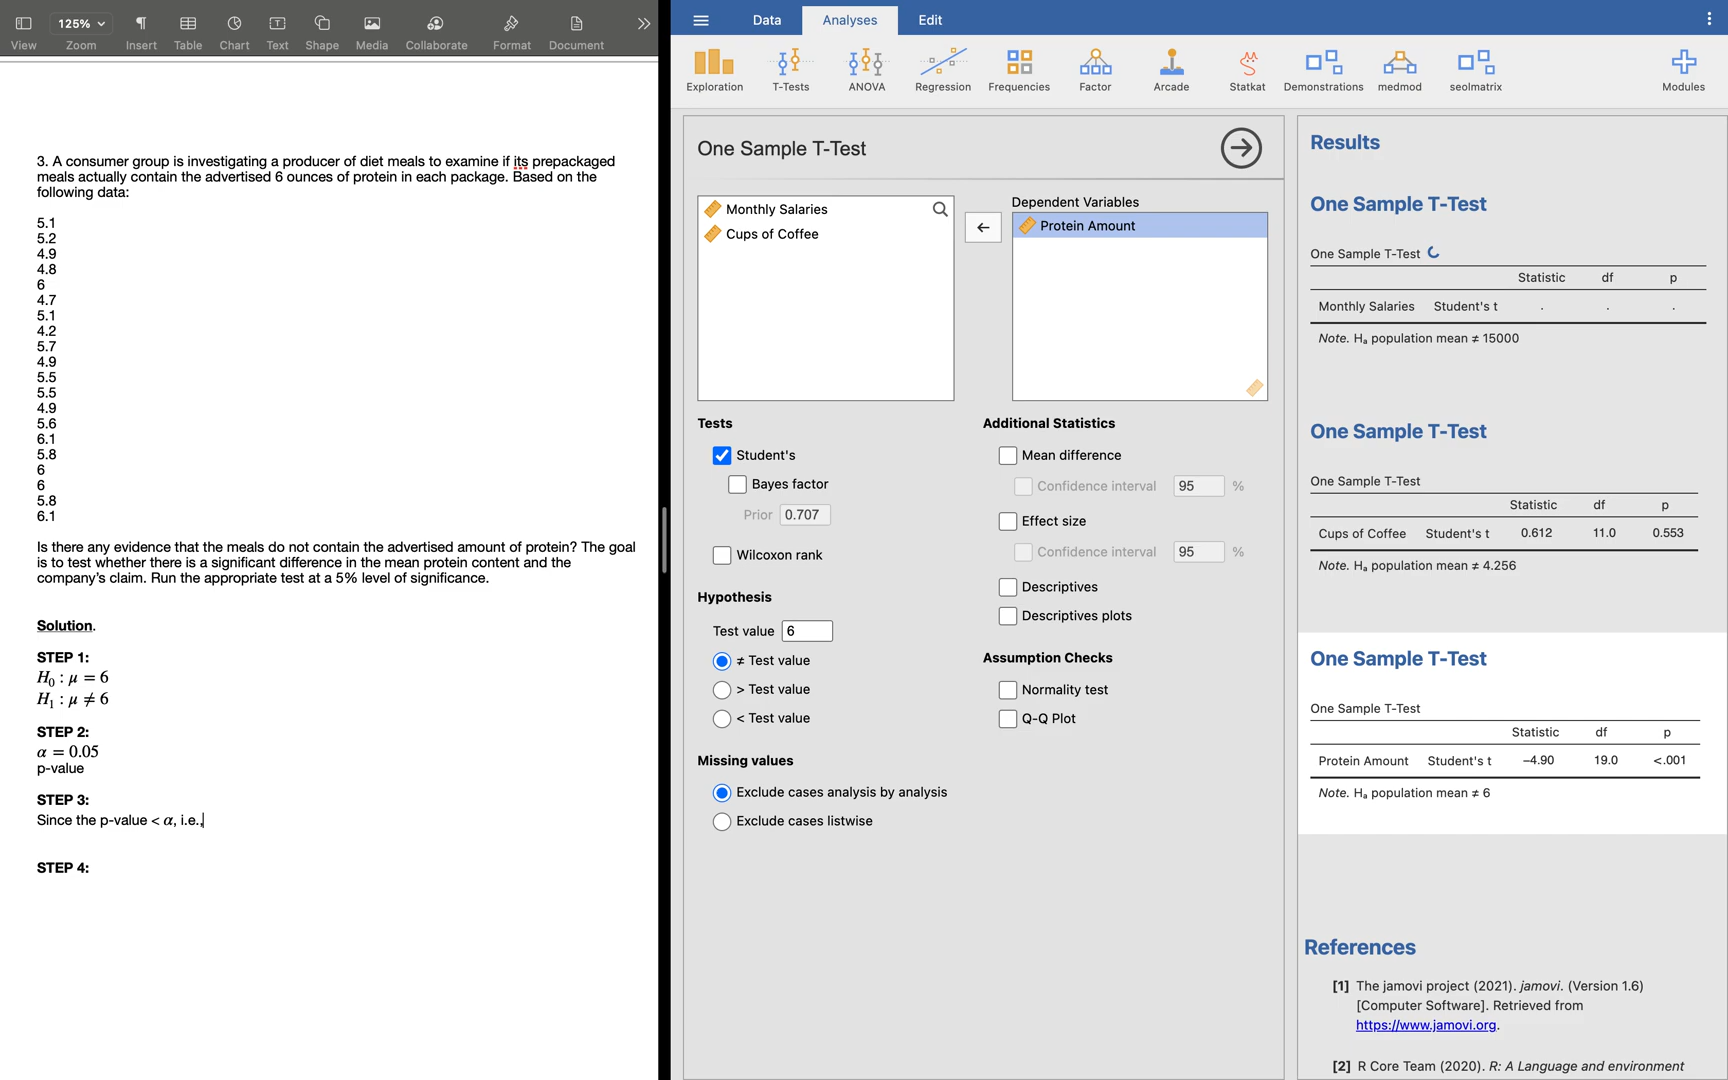 125%
View
Zoom
Insert
Table
Chart
Text
Shape
Media
Collaborate
Format
Document
3. A consumer group is investigating a producer of diet meals to examine if its prepackaged
meals actually contain the advertised 6 ounces of protein in each package. Based on the
following data:
5.1
5.2
4.9
4.8
6
4.7
5.1
4.2
5.7
4.9
5.5
5.5
4.9
5.6
6.1
5.8
6
6
5.8
6.1
Is there any evidence that the meals do not contain the advertised amount of protein? The goal
is to test whether there is a significant difference in the mean protein content and the
company’s claim. Run the appropriate test at a 5% level of significance.
Solution.
STEP 1:
H₀ : μ = 6
H₁ : μ ≠ 6
STEP 2:
α = 0.05
p-value
STEP 3:
Since the p-value < α, i.e.,
STEP 4:
Data
Analyses
Edit
Exploration
T-Tests
ANOVA
Regression
Frequencies
Factor
Arcade
Statkat
Demonstrations
medmod
seolmatrix
Modules
One Sample T-Test
Monthly Salaries
Cups of Coffee
Dependent Variables
Protein Amount
Tests
Student's
Bayes factor
Prior 0.707
Wilcoxon rank
Hypothesis
Test value 6
≠ Test value
> Test value
< Test value
Missing values
Exclude cases analysis by analysis
Exclude cases listwise
Additional Statistics
Mean difference
Confidence interval 95 %
Effect size
Confidence interval 95 %
Descriptives
Descriptives plots
Assumption Checks
Normality test
Q-Q Plot
Results
One Sample T-Test
One Sample T-Test
Statistic df p
Monthly Salaries Student's t . . .
Note. Hₐ population mean ≠ 15000
One Sample T-Test
One Sample T-Test
Statistic df p
Cups of Coffee Student's t 0.612 11.0 0.553
Note. Hₐ population mean ≠ 4.256
One Sample T-Test
One Sample T-Test
Statistic df p
Protein Amount Student's t −4.90 19.0 <.001
Note. Hₐ population mean ≠ 6
References
[1] The jamovi project (2021). jamovi. (Version 1.6)
[Computer Software]. Retrieved from
https://www.jamovi.org.
[2] R Core Team (2020). R: A Language and environment